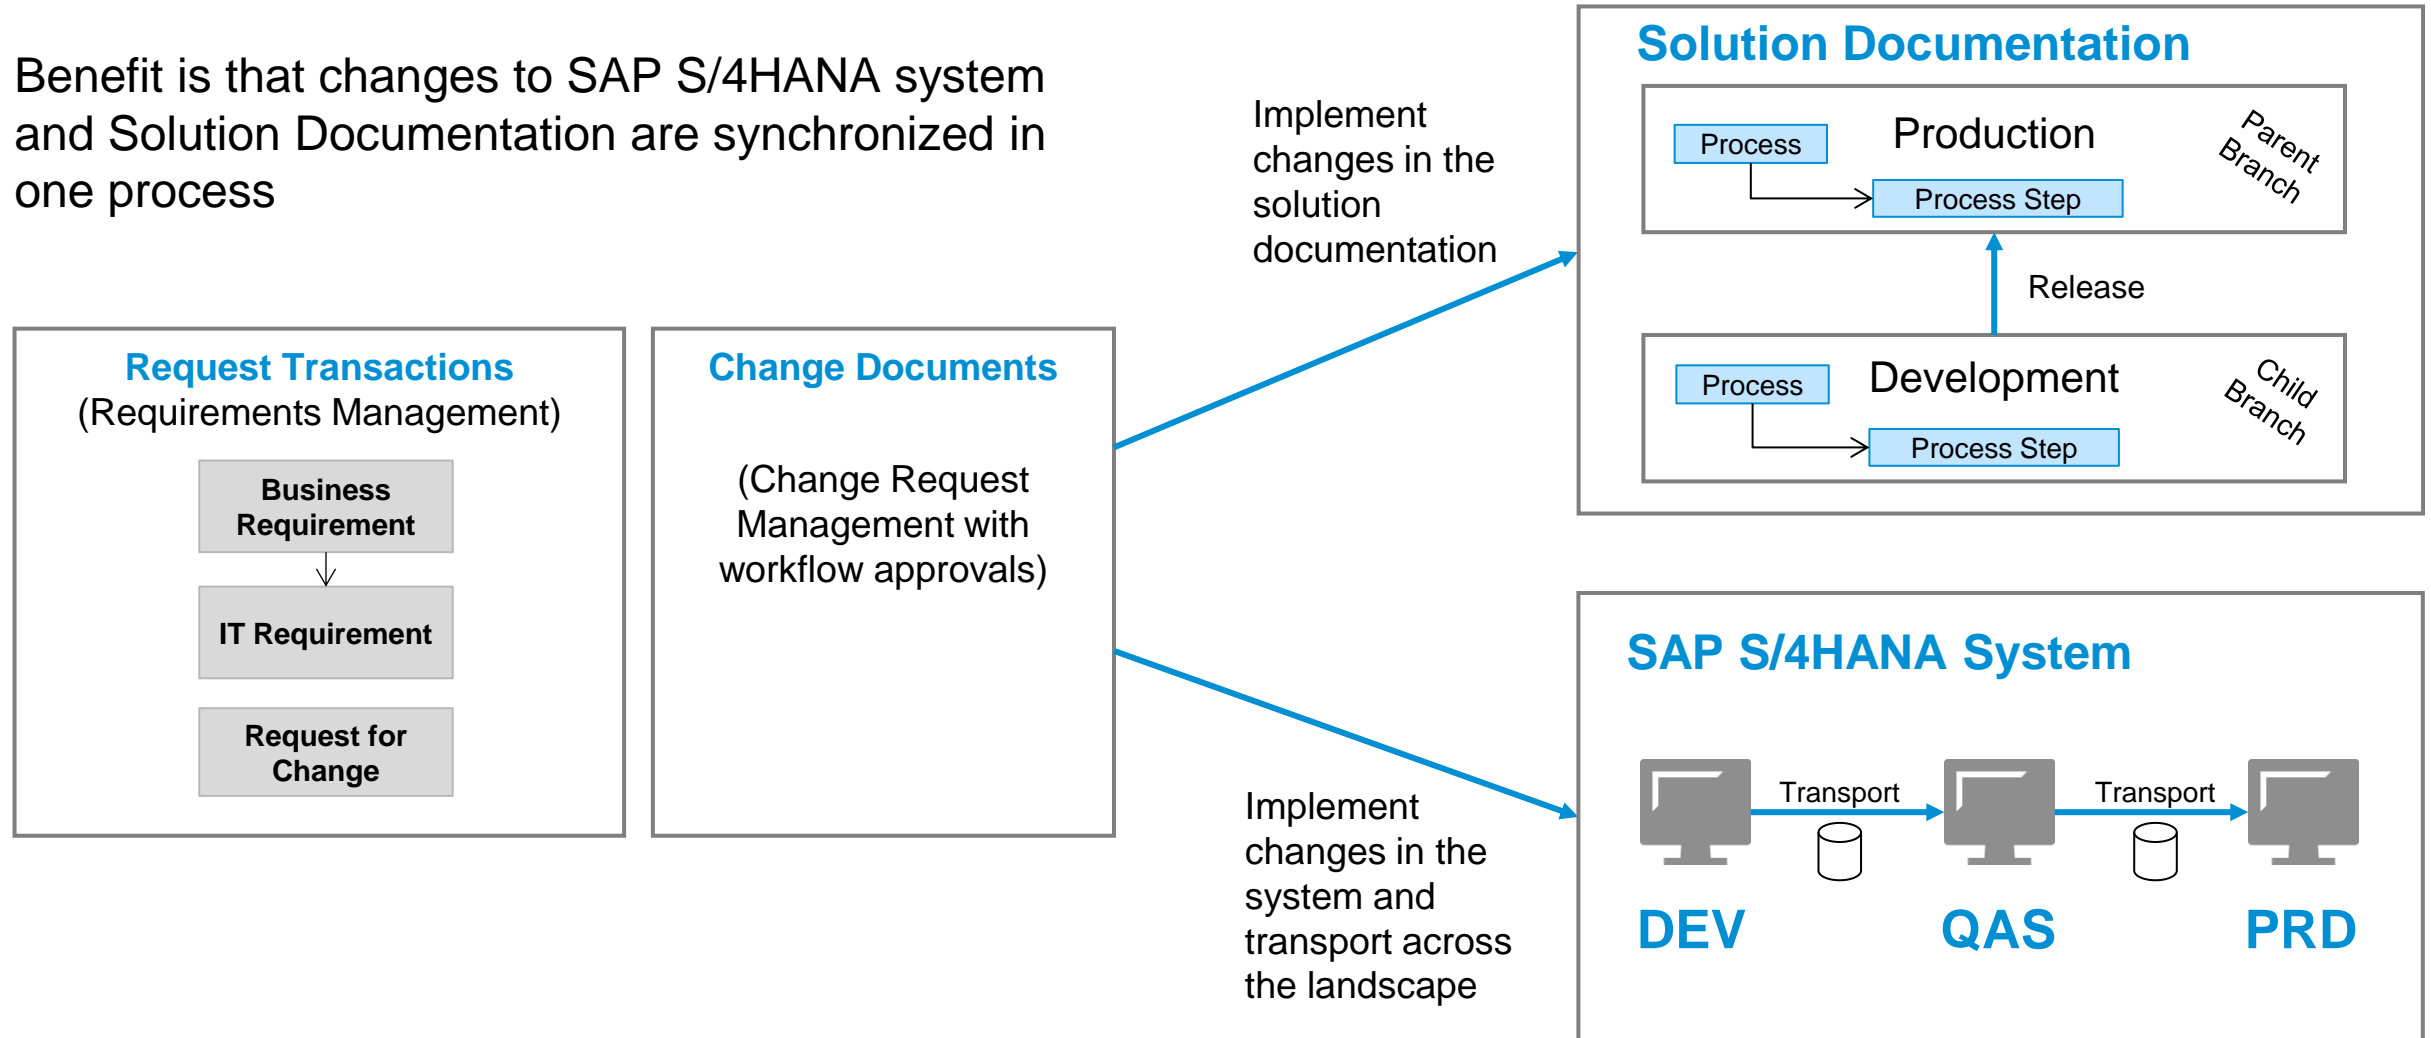 Benefit is that changes to SAP S/4HANA system
and Solution Documentation are synchronized in
one process
Request Transactions
(Requirements Management)
Business
Requirement
IT Requirement
Request for
Change
Change Documents
(Change Request
Management with
workflow approvals)
Implement
changes in the
solution
documentation
Solution Documentation
Process
Production
Parent
Branch
Process Step
Release
Process
Development
Child
Branch
Process Step
Implement
changes in the
system and
transport across
the landscape
SAP S/4HANA System
Transport
Transport
DEV
QAS
PRD